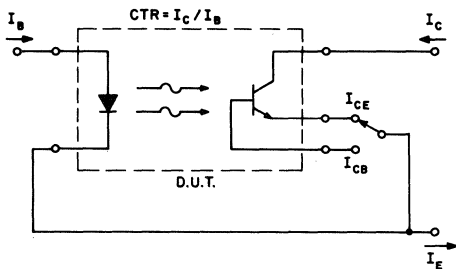 CTR = I_C / I_B
I_B
I_C
I_CE
I_CB
D.U.T.
I_E